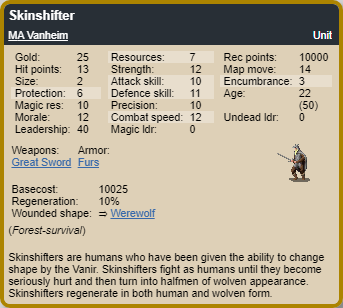 Skinshifter
MA Vanheim Unit
Gold: 25 Resources: 7 Rec points: 10000
Hit points: 13 Strength: 12 Map move: 14
Size: 2 Attack skill: 10 Encumbrance: 3
Protection: 6 Defence skill: 11 Age: 22
Magic res: 10 Precision: 10 (50)
Morale: 12 Combat speed: 12 Undead ldr: 0
Leadership: 40 Magic ldr: 0
Weapons: Armor:
Great Sword Furs
Basecost: 10025
Regeneration: 10%
Wounded shape: ⇒ Werewolf
(Forest-survival)
Skinshifters are humans who have been given the ability to change
shape by the Vanir. Skinshifters fight as humans until they become
seriously hurt and then turn into halfmen of wolven appearance.
Skinshifters regenerate in both human and wolven form.